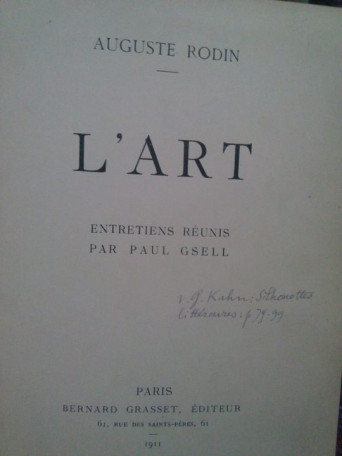 AUGUSTE RODIN
L'ART
ENTRETIENS RÉUNIS
PAR PAUL GSELL
v. G. Kahn: Silhouettes
littéraires: p 79-99
PARIS
BERNARD GRASSET, ÉDITEUR
61, RUE DES SAINTS-PÈRES, 61
1911